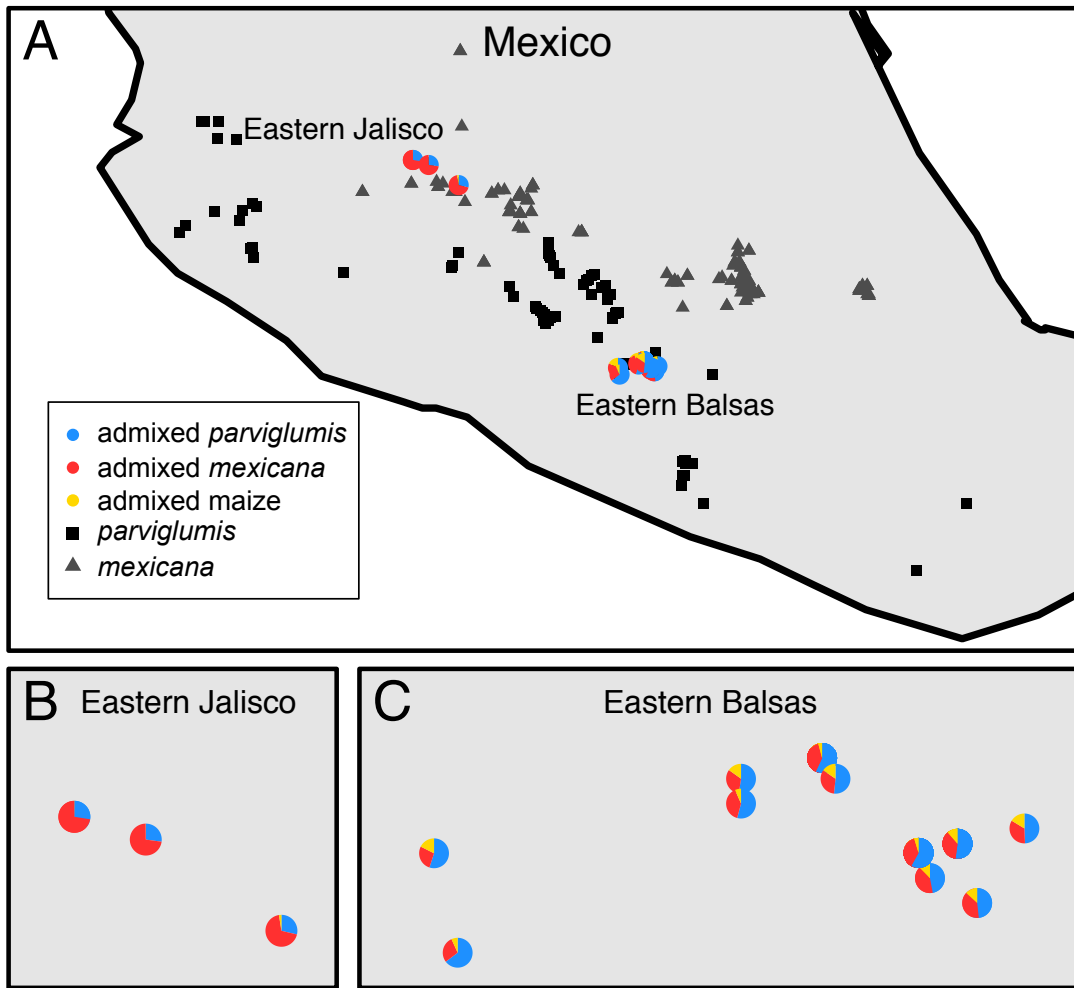 A
Mexico
Eastern Jalisco
Eastern Balsas
admixed parviglumis
admixed mexicana
admixed maize
parviglumis
mexicana
B
Eastern Jalisco
C
Eastern Balsas